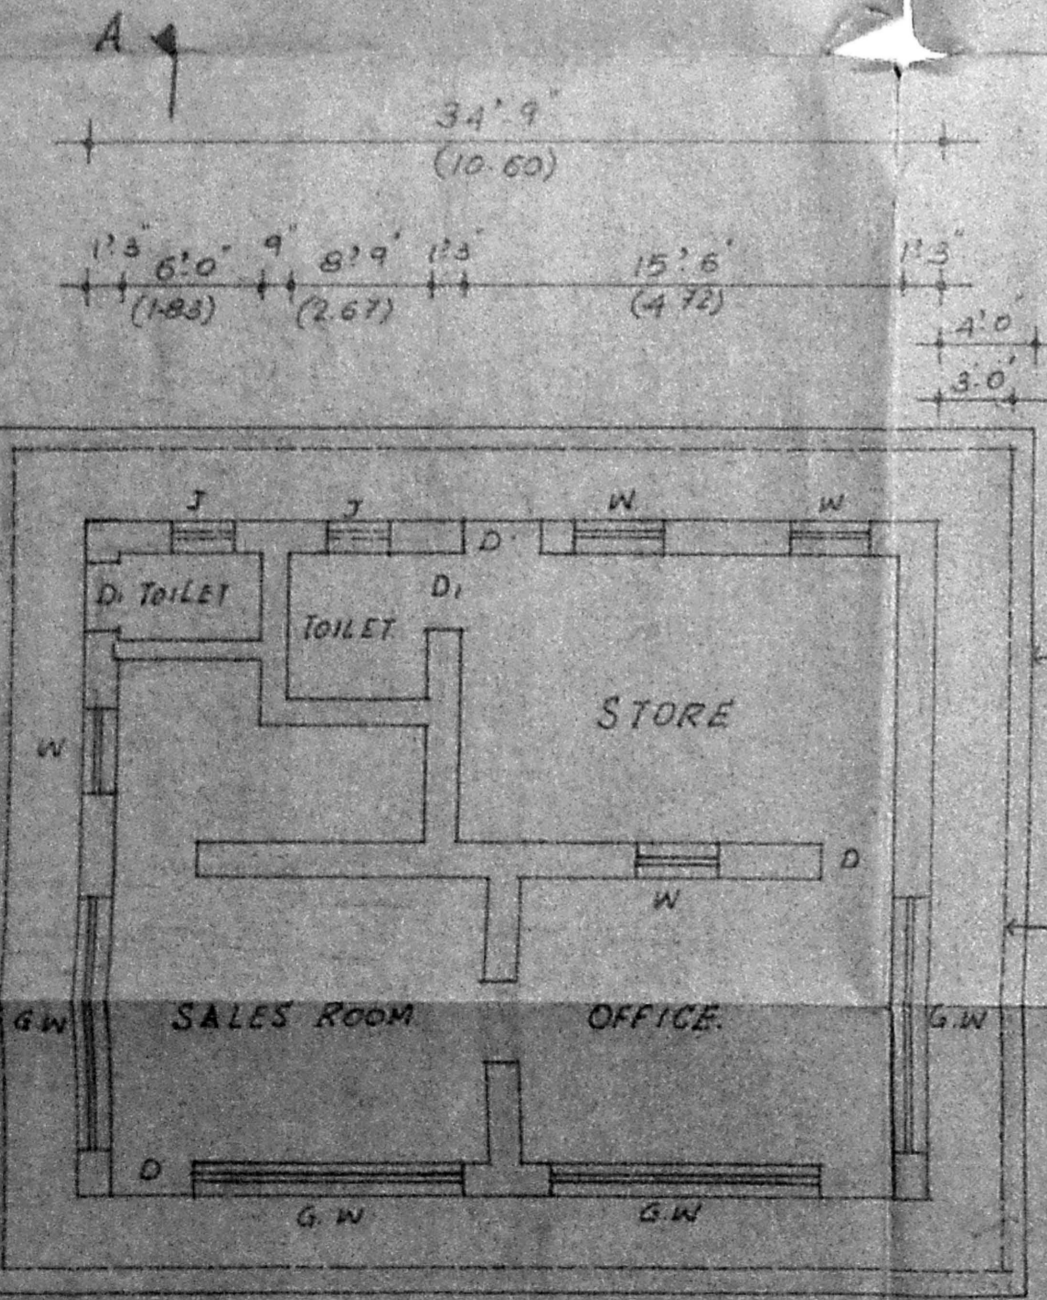 A
34'-9"
(10.60)
1'.3" 6'.0" 9" 8'.9' 1'.3" 15'.6' 1'.3"
(1.83) (2.67) (4.72)
4'.0"
3.0'
J J W W
D
D1 TOILET D1
TOILET
STORE
W
D
W
G.W SALES ROOM OFFICE. G.W
D
G.W G.W